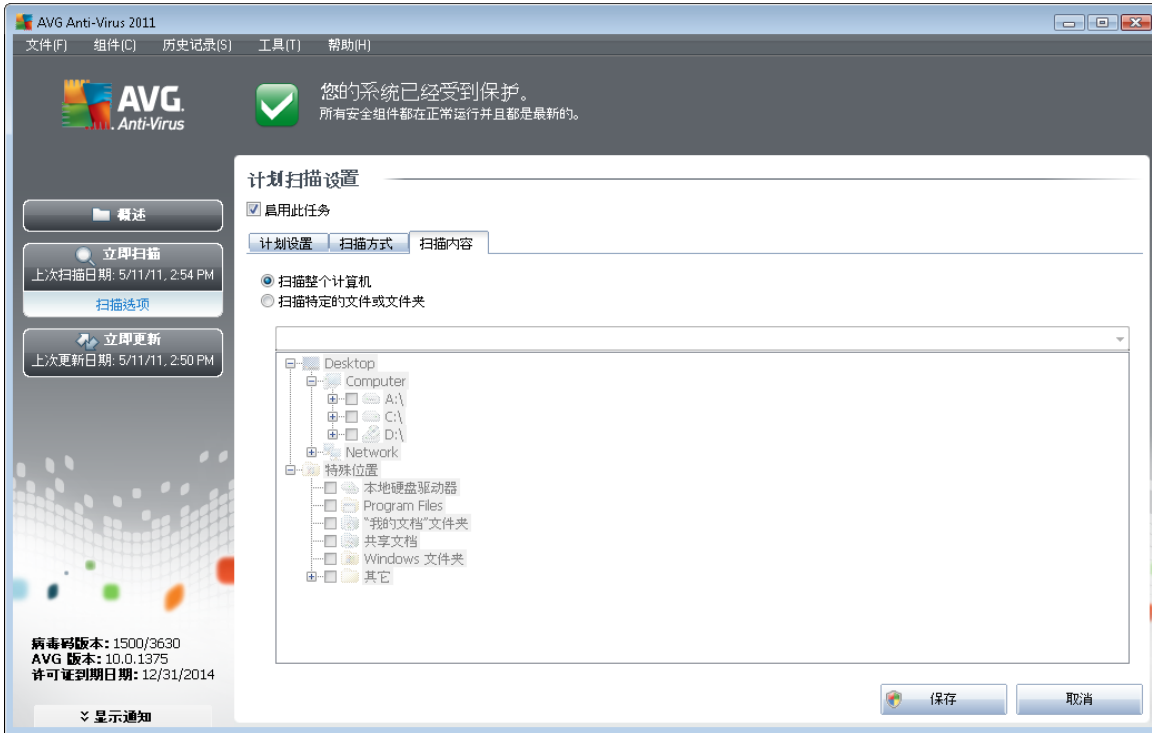 AVG Anti-Virus 2011
文件(F) 组件(C) 历史记录(S) 工具(T) 帮助(H)
AVG.
Anti-Virus
您的系统已经受到保护。
所有安全组件都在正常运行并且都是最新的。
概述
立即扫描
上次扫描日期: 5/11/11, 2:54 PM
扫描选项
立即更新
上次更新日期: 5/11/11, 2:50 PM
病毒码版本: 1500/3630
AVG 版本: 10.0.1375
许可证到期日期: 12/31/2014
显示通知
计划扫描设置
启用此任务
计划设置 扫描方式 扫描内容
扫描整个计算机
扫描特定的文件或文件夹
Desktop
Computer
A:\
C:\
D:\
Network
特殊位置
本地硬盘驱动器
Program Files
"我的文档"文件夹
共享文档
Windows 文件夹
其它
保存 取消